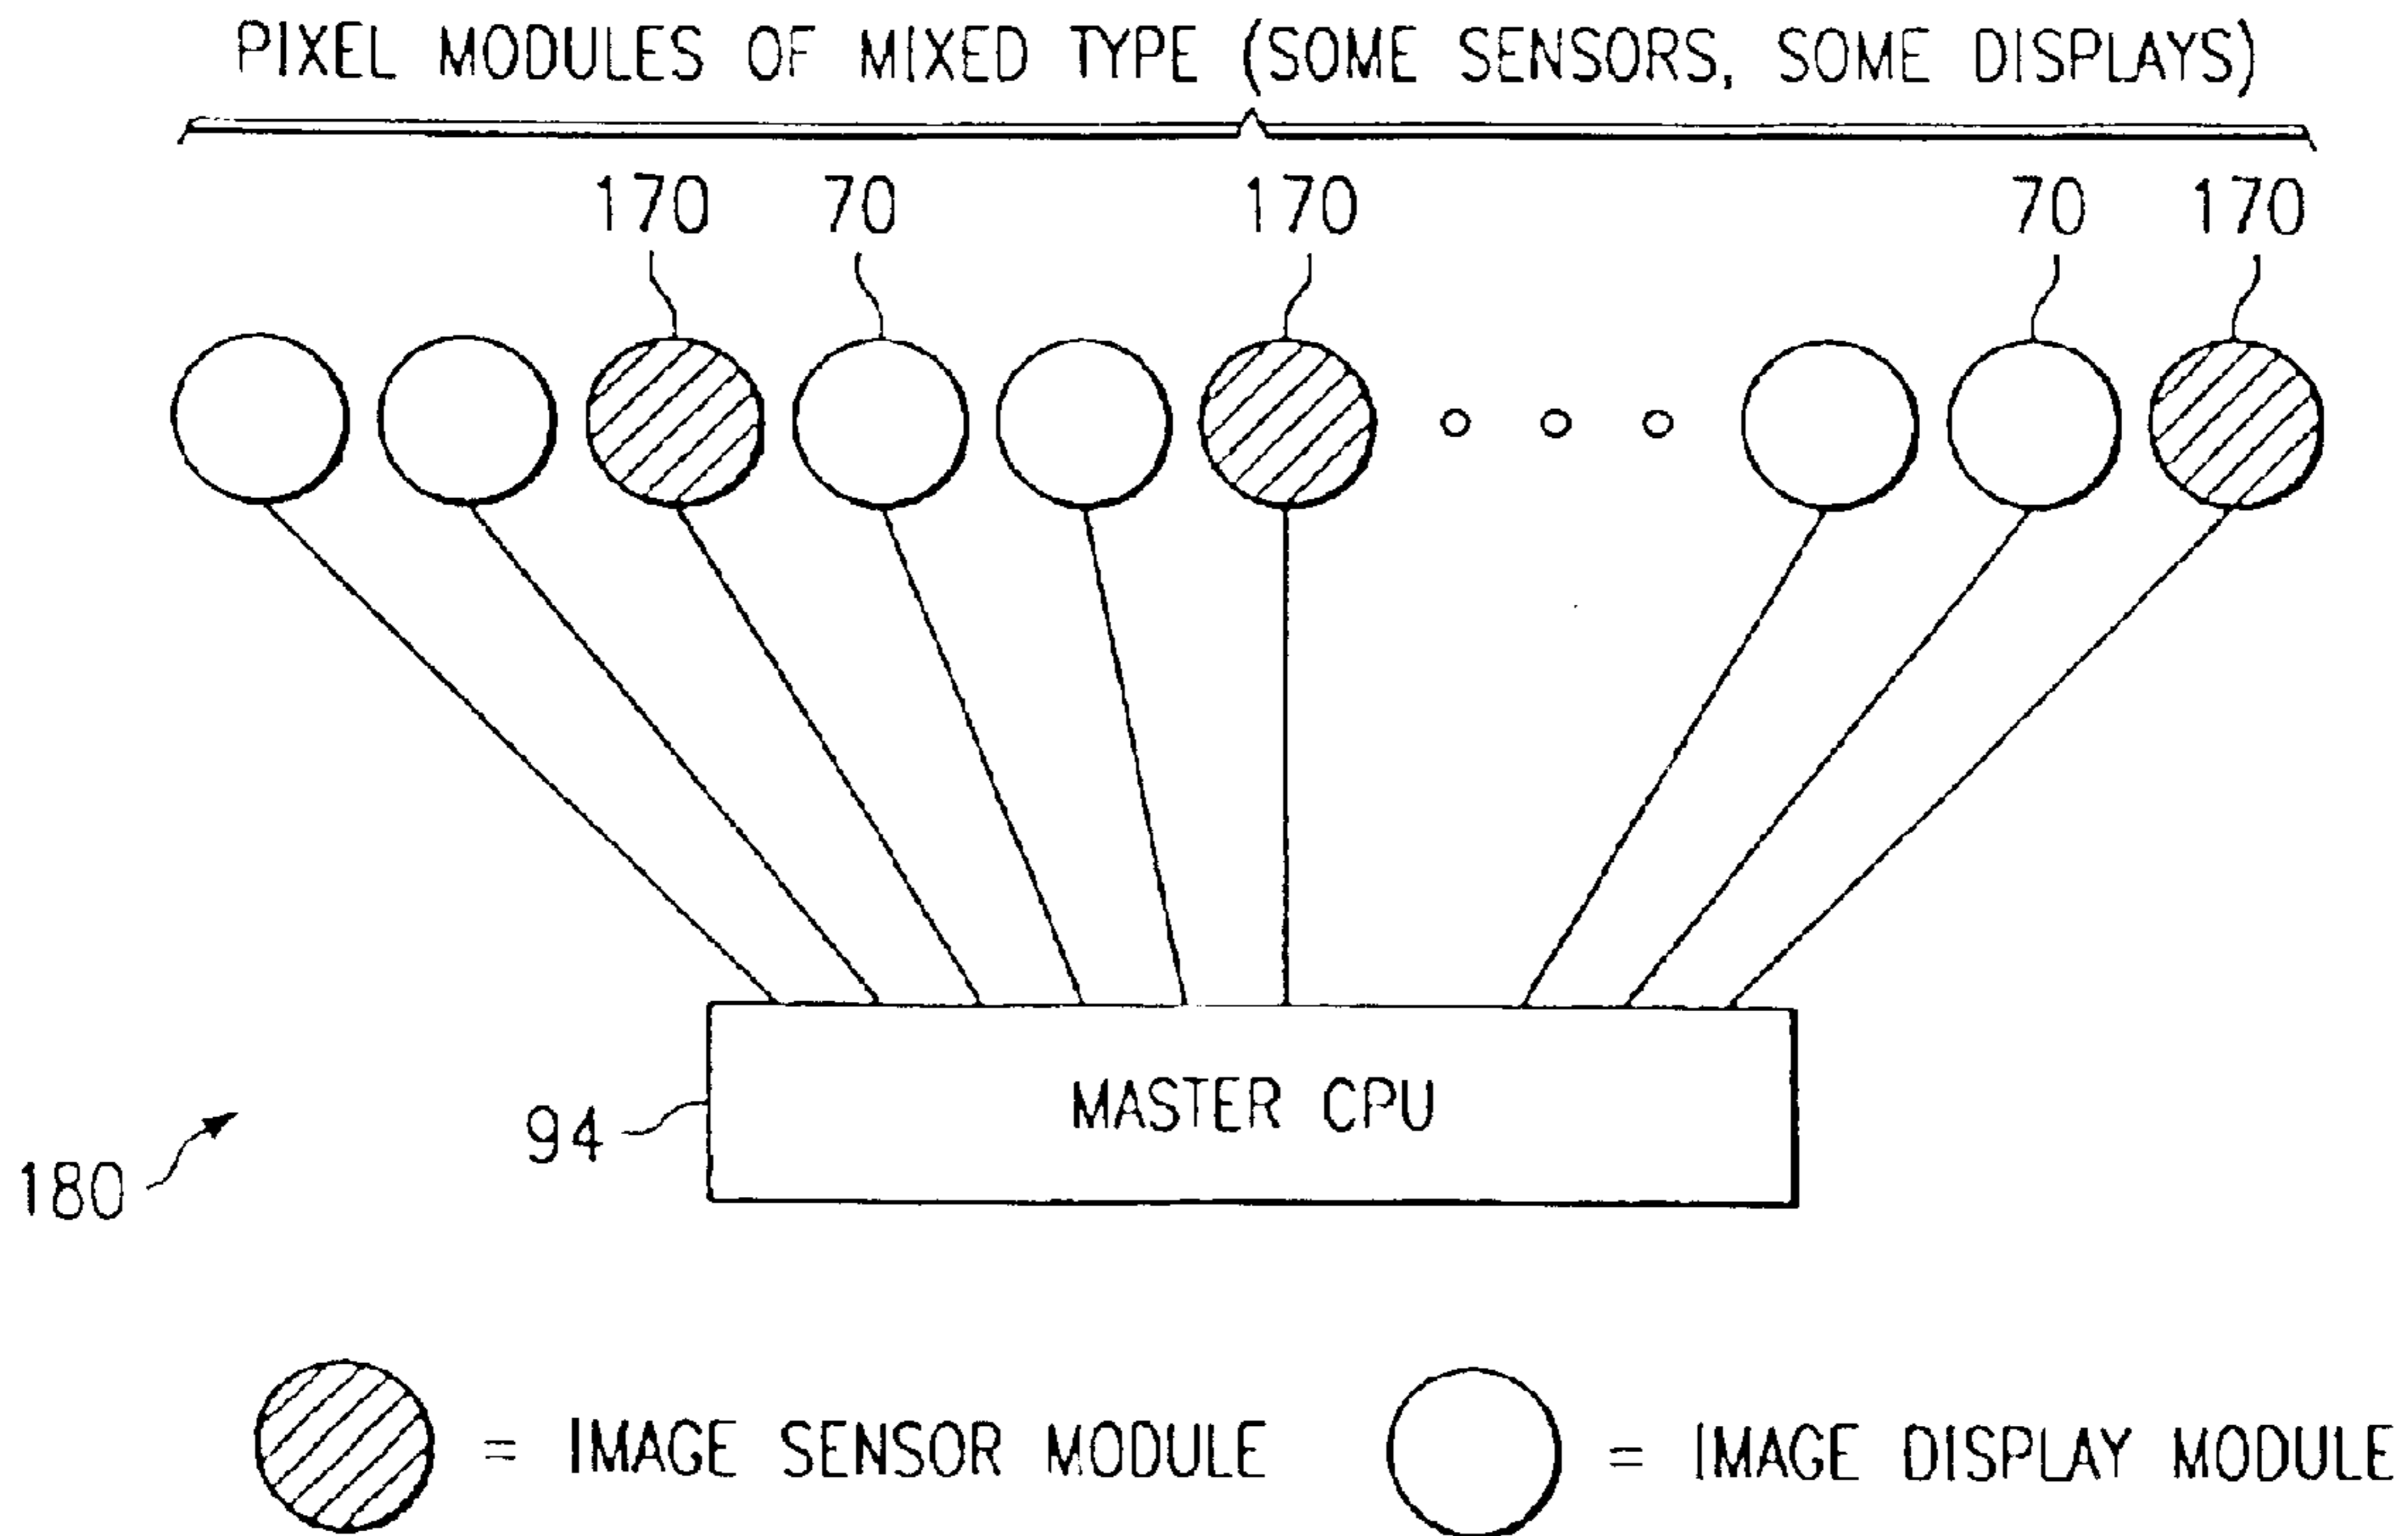 PIXEL MODULES OF MIXED TYPE (SOME SENSORS, SOME DISPLAYS)
170 70 170 70 170
MASTER CPU
94
180
= IMAGE SENSOR MODULE = IMAGE DISPLAY MODULE